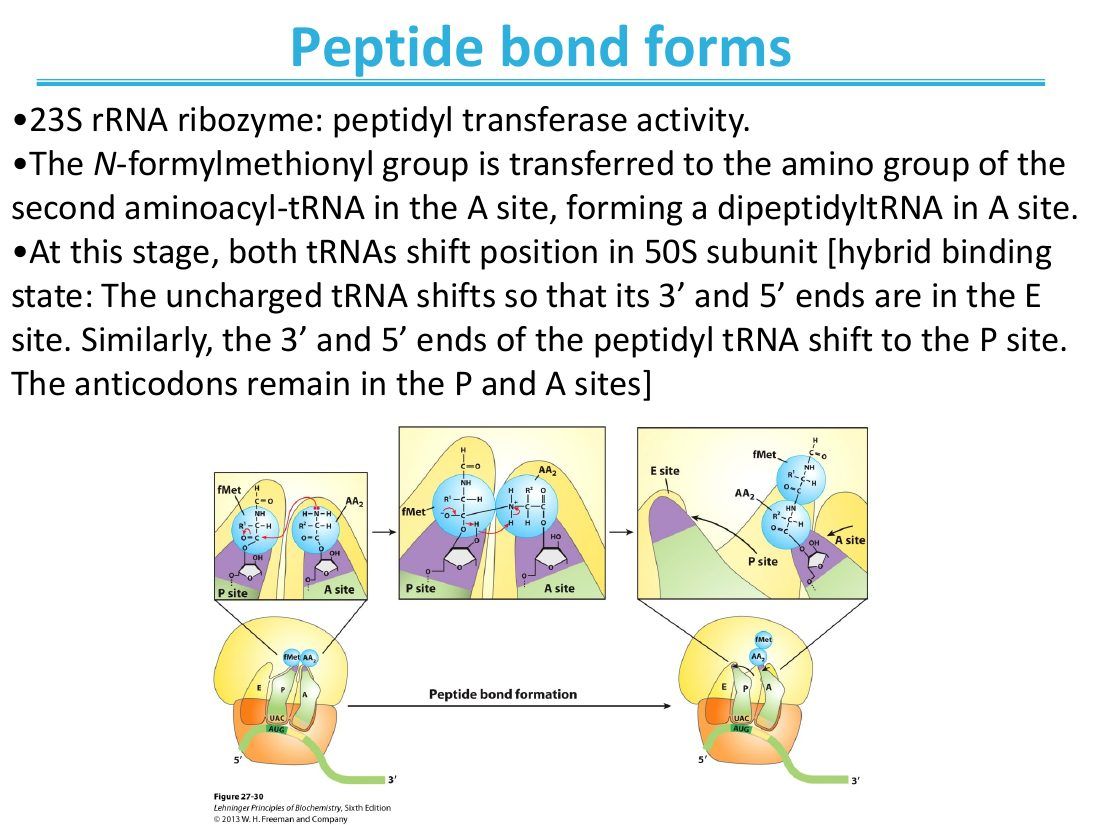 Peptide bond forms
•23S rRNA ribozyme: peptidyl transferase activity.
•The N-formylmethionyl group is transferred to the amino group of the
second aminoacyl-tRNA in the A site, forming a dipeptidyltRNA in A site.
•At this stage, both tRNAs shift position in 50S subunit [hybrid binding
state: The uncharged tRNA shifts so that its 3’ and 5’ ends are in the E
site. Similarly, the 3’ and 5’ ends of the peptidyl tRNA shift to the P site.
The anticodons remain in the P and A sites]
fMet
AA2
P site
A site
fMet
AA2
P site
A site
E site
fMet
AA2
P site
A site
fMet AA2
E P A
UAC
AUG
5′
3′
Peptide bond formation
fMet
AA2
E P A
UAC
AUG
5′
3′
Figure 27-30
Lehninger Principles of Biochemistry, Sixth Edition
© 2013 W. H. Freeman and Company